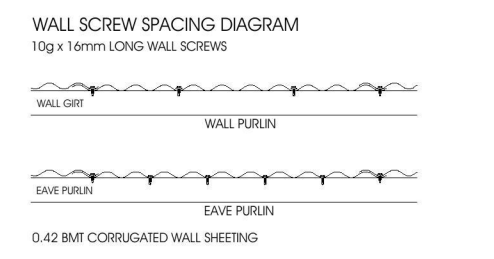 WALL SCREW SPACING DIAGRAM
10g x 16mm LONG WALL SCREWS
WALL GIRT
WALL PURLIN
EAVE PURLIN
EAVE PURLIN
0.42 BMT CORRUGATED WALL SHEETING